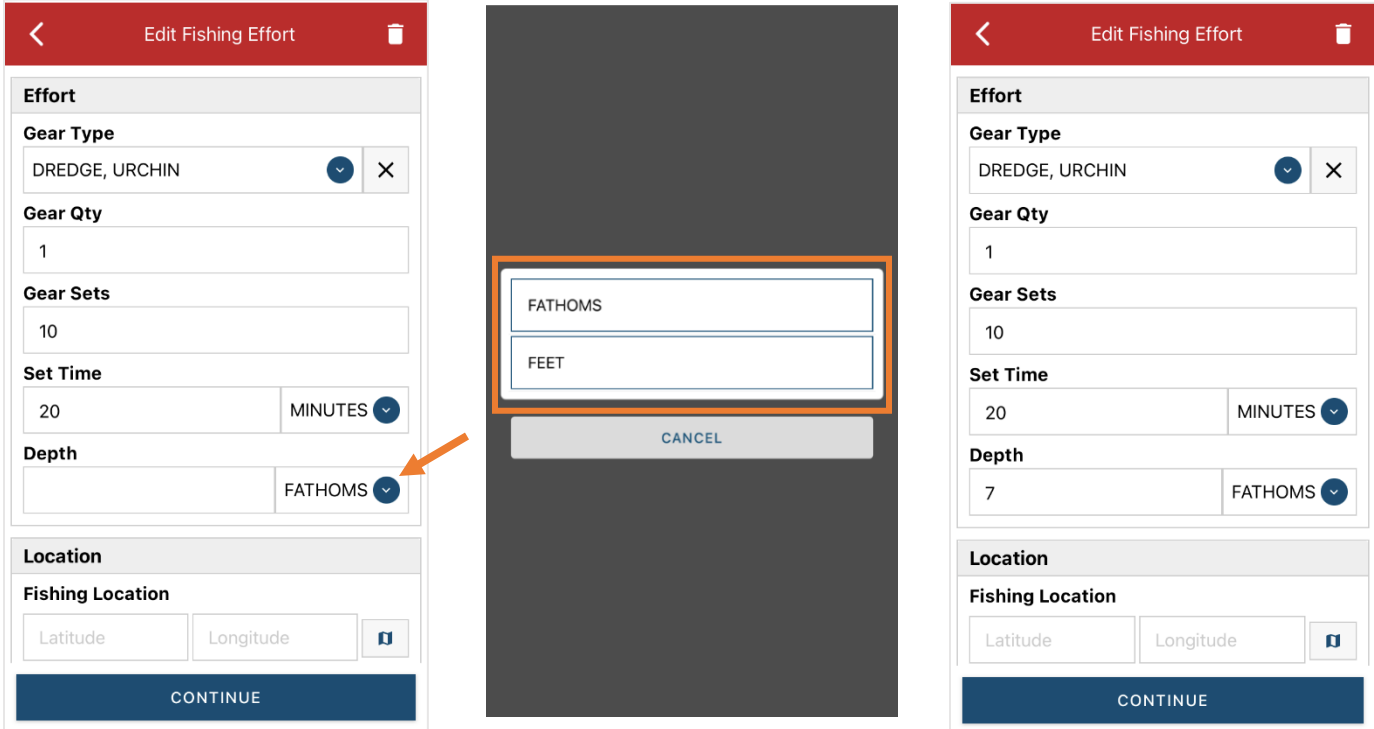 Edit Fishing Effort
Effort
Gear Type
DREDGE, URCHIN
Gear Qty
1
Gear Sets
10
Set Time
20 MINUTES
Depth
FATHOMS
Location
Fishing Location
Latitude Longitude
CONTINUE
FATHOMS
FEET
CANCEL
Edit Fishing Effort
Effort
Gear Type
DREDGE, URCHIN
Gear Qty
1
Gear Sets
10
Set Time
20 MINUTES
Depth
7 FATHOMS
Location
Fishing Location
Latitude Longitude
CONTINUE